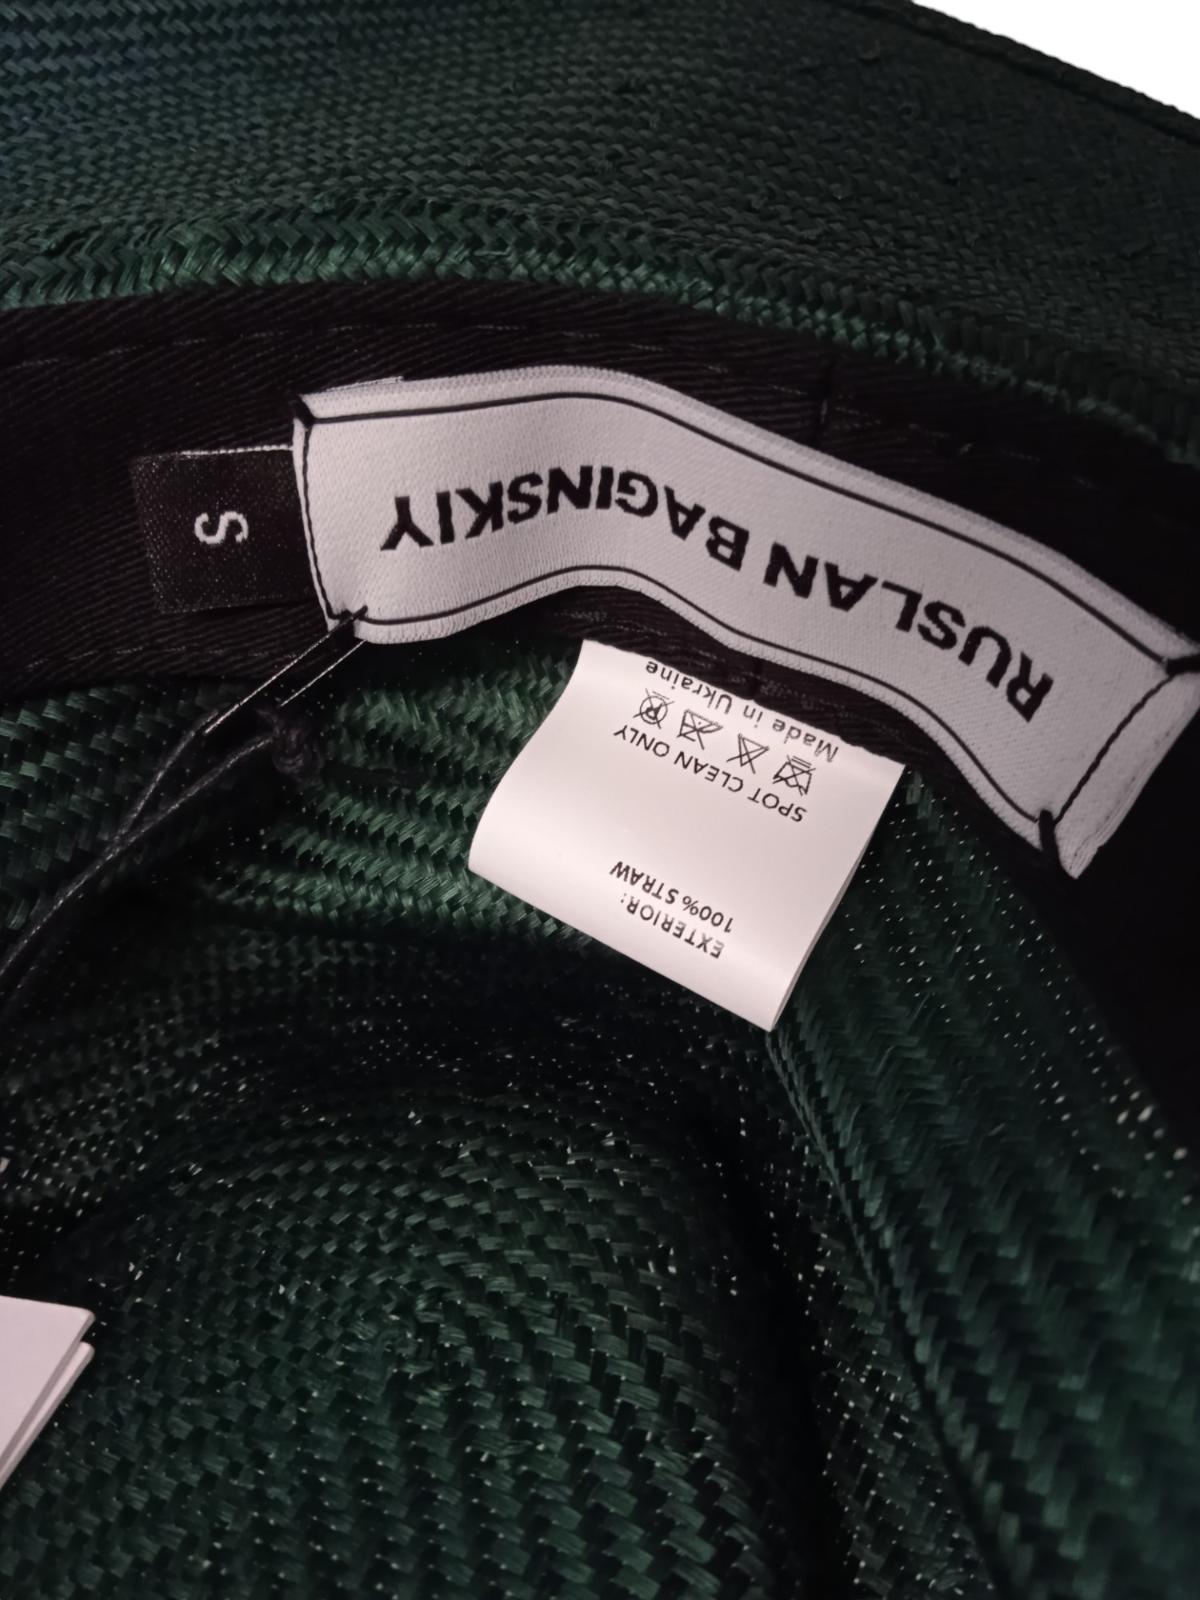 RUSLAN BAGINSKIY
S
EXTERIOR:
100% STRAW
SPOT CLEAN ONLY
Made in Ukraine